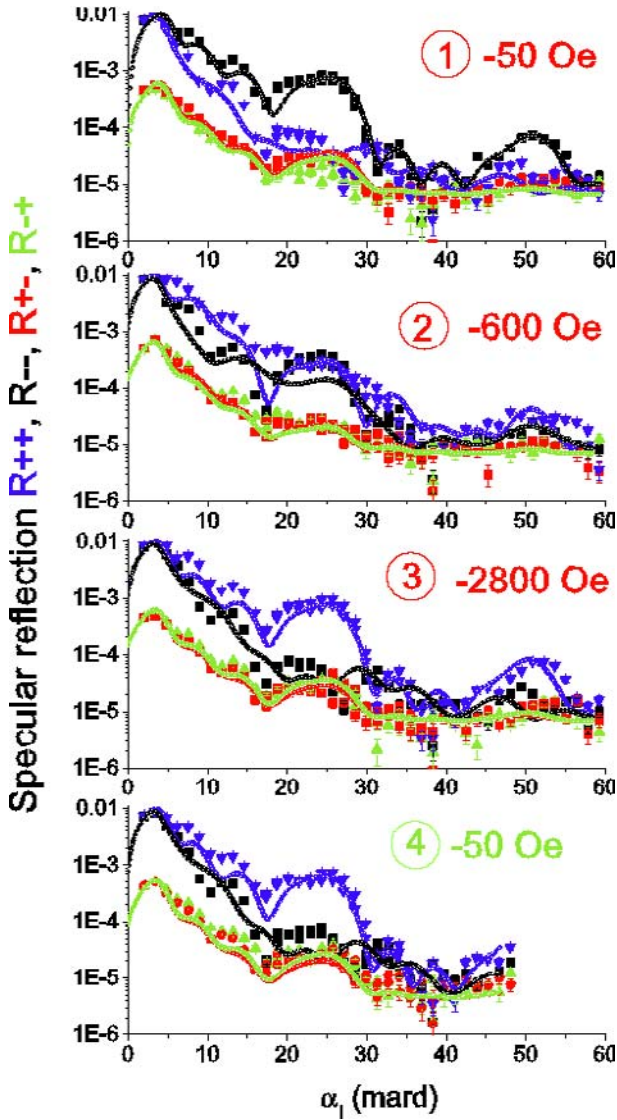 Specular reflection R++, R--, R+-, R-+
0.01
1E-3
1E-4
1E-5
1E-6
1 -50 Oe
0 10 20 30 40 50 60
0.01
1E-3
1E-4
1E-5
1E-6
2 -600 Oe
0 10 20 30 40 50 60
0.01
1E-3
1E-4
1E-5
1E-6
3 -2800 Oe
0 10 20 30 40 50 60
0.01
1E-3
1E-4
1E-5
1E-6
4 -50 Oe
0 10 20 30 40 50 60
αI (mard)